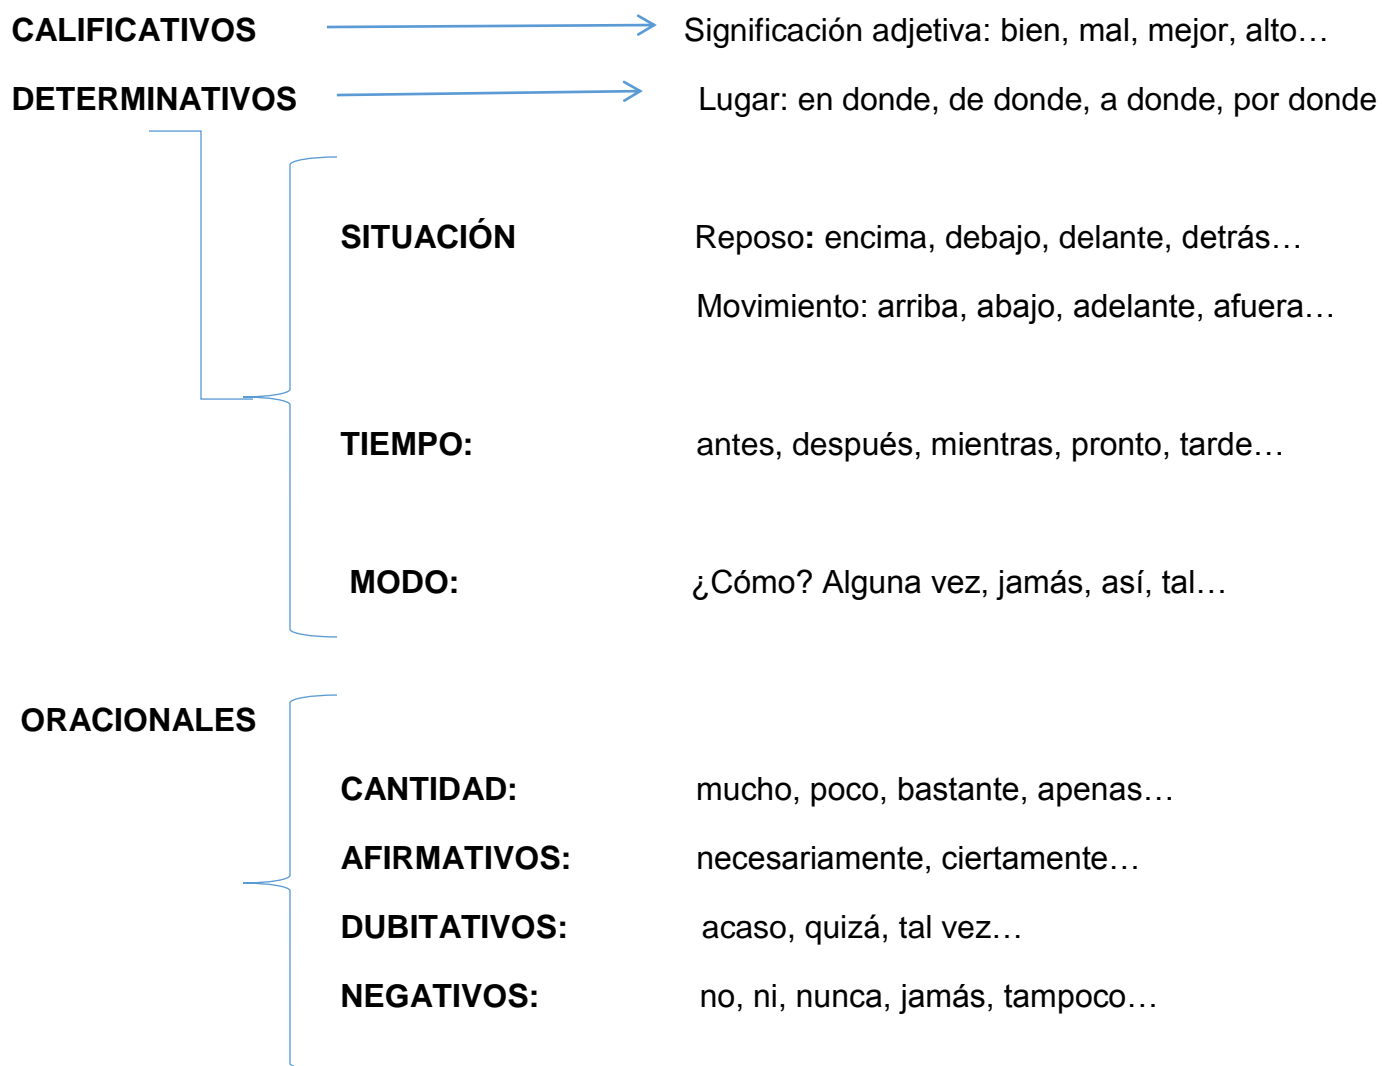 CALIFICATIVOS Significación adjetiva: bien, mal, mejor, alto…
DETERMINATIVOS Lugar: en donde, de donde, a donde, por donde
SITUACIÓN Reposo: encima, debajo, delante, detrás…
Movimiento: arriba, abajo, adelante, afuera…
TIEMPO: antes, después, mientras, pronto, tarde…
MODO: ¿Cómo? Alguna vez, jamás, así, tal…
ORACIONALES
CANTIDAD: mucho, poco, bastante, apenas…
AFIRMATIVOS: necesariamente, ciertamente…
DUBITATIVOS: acaso, quizá, tal vez…
NEGATIVOS: no, ni, nunca, jamás, tampoco…